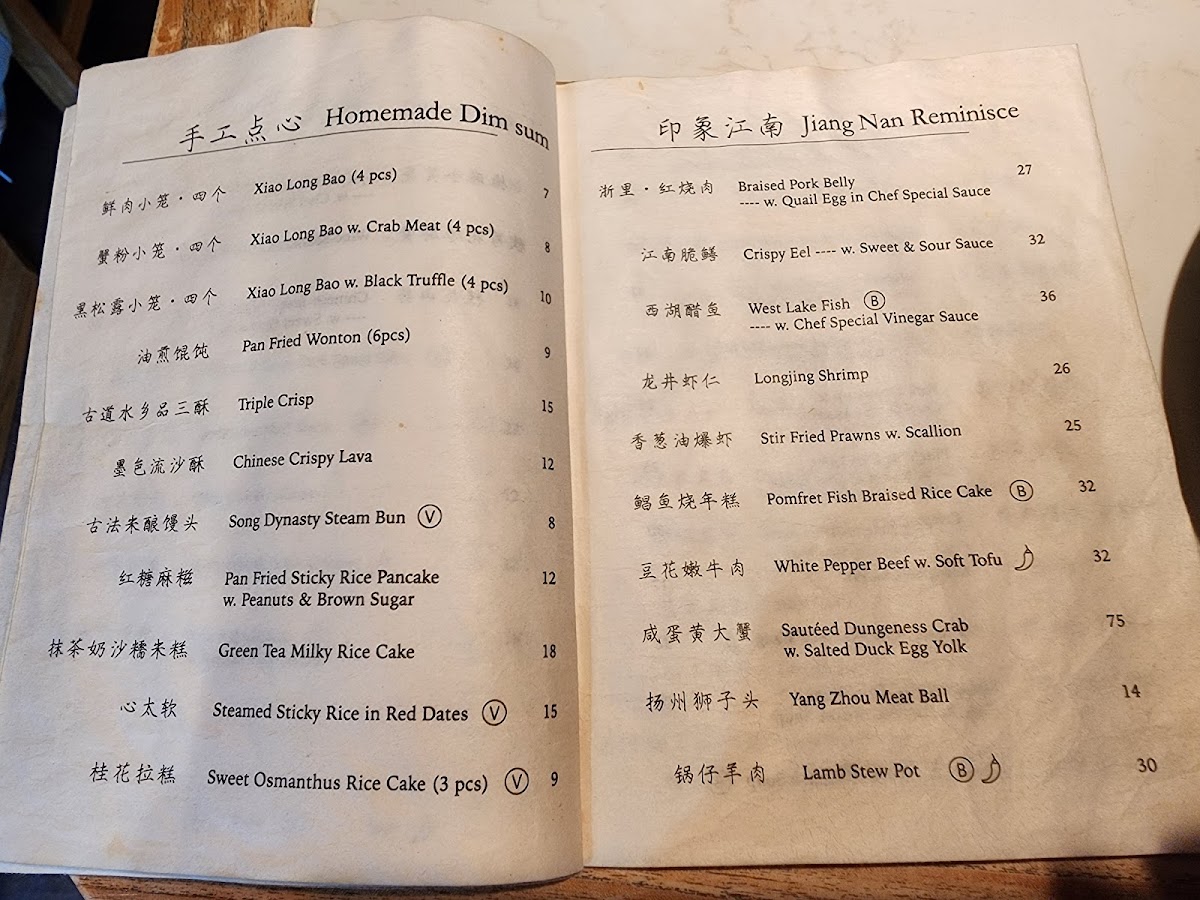 手工点心 Homemade Dim sum
鲜肉小笼·四个 Xiao Long Bao (4 pcs) 7
蟹粉小笼·四个 Xiao Long Bao w. Crab Meat (4 pcs) 8
黑松露小笼·四个 Xiao Long Bao w. Black Truffle (4 pcs) 10
油煎馄饨 Pan Fried Wonton (6pcs) 9
古道水乡品三酥 Triple Crisp 15
墨色流沙酥 Chinese Crispy Lava 12
古法米酿馒头 Song Dynasty Steam Bun Ⓥ 8
红糖麻糍 Pan Fried Sticky Rice Pancake 12
w. Peanuts & Brown Sugar
抹茶奶沙糯米糕 Green Tea Milky Rice Cake 18
心太软 Steamed Sticky Rice in Red Dates Ⓥ 15
桂花拉糕 Sweet Osmanthus Rice Cake (3 pcs) Ⓥ 9
印象江南 Jiang Nan Reminisce
浙里·红烧肉 Braised Pork Belly 27
---- w. Quail Egg in Chef Special Sauce
江南脆鳝 Crispy Eel ---- w. Sweet & Sour Sauce 32
西湖醋鱼 West Lake Fish Ⓑ 36
---- w. Chef Special Vinegar Sauce
龙井虾仁 Longjing Shrimp 26
香葱油爆虾 Stir Fried Prawns w. Scallion 25
鲳鱼烧年糕 Pomfret Fish Braised Rice Cake Ⓑ 32
豆花嫩牛肉 White Pepper Beef w. Soft Tofu 32
咸蛋黄大蟹 Sautéed Dungeness Crab 75
w. Salted Duck Egg Yolk
扬州狮子头 Yang Zhou Meat Ball 14
锅仔羊肉 Lamb Stew Pot Ⓑ 30